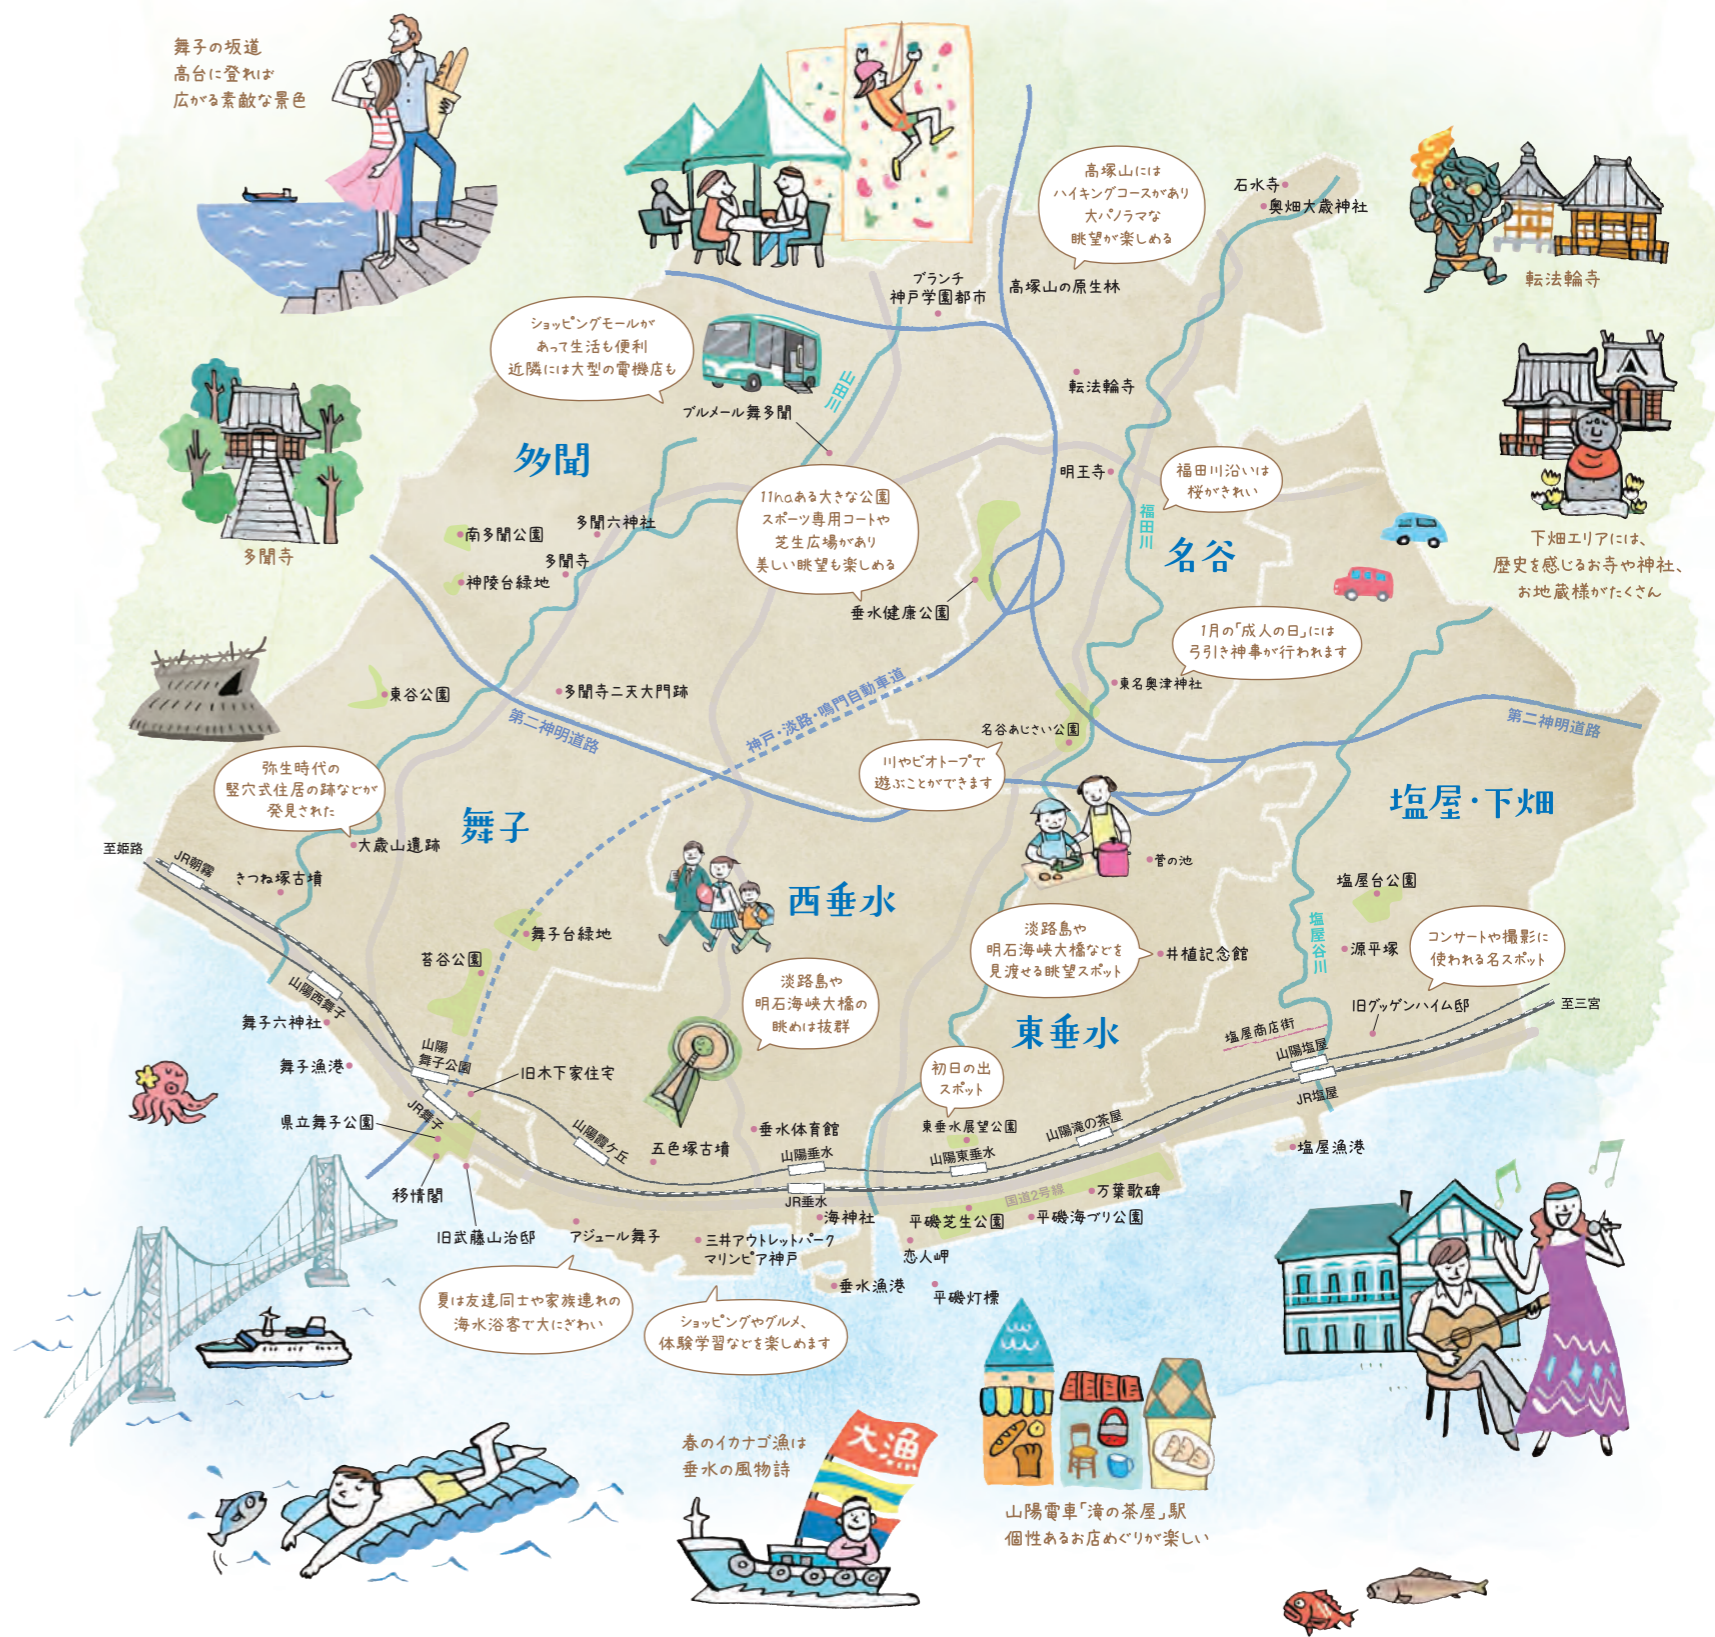 舞子の坂道
高台に登れば
広がる素敵な景色
高塚山には
ハイキングコースがあり
大パノラマな
眺望が楽しめる
石水寺
奥畑大歳神社
転法輪寺
ブランチ
神戸学園都市
高塚山の原生林
ショッピングモールが
あって生活も便利
近隣には大型の電機店も
ブルメール舞多聞
山田川
転法輪寺
多聞
明王寺
福田川沿いは
桜がきれい
11haある大きな公園
スポーツ専用コートや
芝生広場があり
美しい眺望も楽しめる
南多聞公園
多聞六神社
多聞寺
神陵台緑地
多聞寺
福田川
名谷
下畑エリアには、
歴史を感じるお寺や神社、
お地蔵様がたくさん
垂水健康公園
1月の「成人の日」には
弓引き神事が行われます
東谷公園
多聞寺二天大門跡
東名奥津神社
第二神明道路
神戸・淡路・鳴門自動車道
名谷あじさい公園
第二神明道路
川やビオトープで
遊ぶことができます
弥生時代の
竪穴式住居の跡などが
発見された
大歳山遺跡
舞子
塩屋・下畑
至姫路
JR朝霧
きつね塚古墳
西垂水
菅の池
塩屋台公園
舞子台緑地
苔谷公園
淡路島や
明石海峡大橋などを
見渡せる眺望スポット
井植記念館
塩屋谷川
源平塚
コンサートや撮影に
使われる名スポット
山陽西舞子
舞子六神社
淡路島や
明石海峡大橋の
眺めは抜群
東垂水
旧グッゲンハイム邸
至三宮
塩屋商店街
山陽塩屋
JR塩屋
舞子漁港
山陽
舞子公園
旧木下家住宅
初日の出
スポット
JR舞子
県立舞子公園
山陽霞ケ丘
五色塚古墳
垂水体育館
山陽垂水
東垂水展望公園
山陽東垂水
山陽滝の茶屋
塩屋漁港
移情閣
JR垂水
国道2号線
万葉歌碑
旧武藤山治邸
アジュール舞子
海神社
平磯芝生公園
平磯海づり公園
三井アウトレットパーク
マリンピア神戸
恋人岬
垂水漁港
平磯灯標
夏は友達同士や家族連れの
海水浴客で大にぎわい
ショッピングやグルメ、
体験学習などを楽しめます
春のイカナゴ漁は
垂水の風物詩
大漁
山陽電車「滝の茶屋」駅
個性あるお店めぐりが楽しい